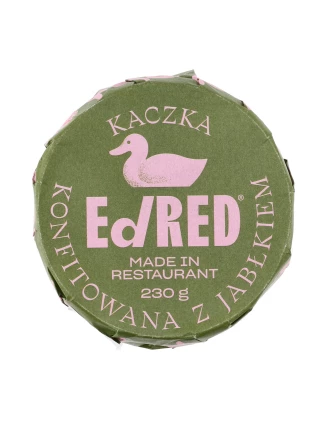 KACZKA
EdRED®
MADE IN
RESTAURANT
230 g
KONFITOWANA Z JABŁKIEM